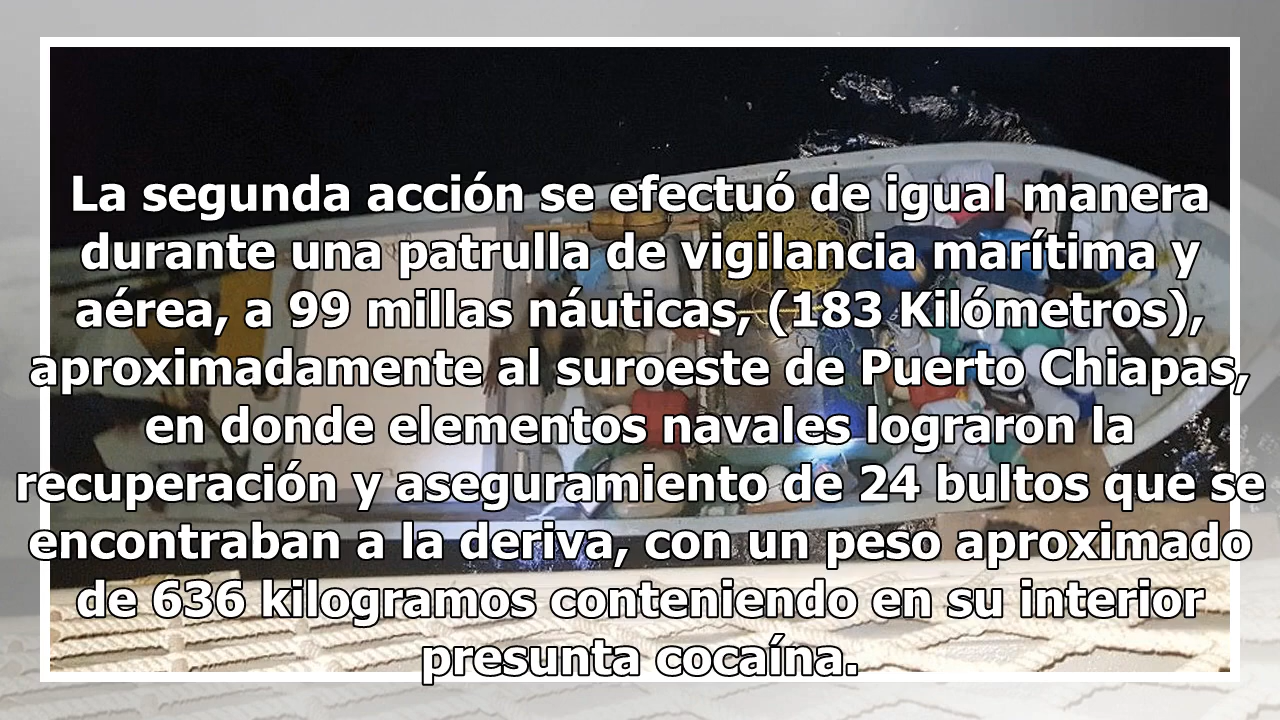 La segunda acción se efectuó de igual manera
durante una patrulla de vigilancia marítima y
aérea, a 99 millas náuticas, (183 Kilómetros),
aproximadamente al suroeste de Puerto Chiapas,
en donde elementos navales lograron la
recuperación y aseguramiento de 24 bultos que se
encontraban a la deriva, con un peso aproximado
de 636 kilogramos conteniendo en su interior
presunta cocaína.